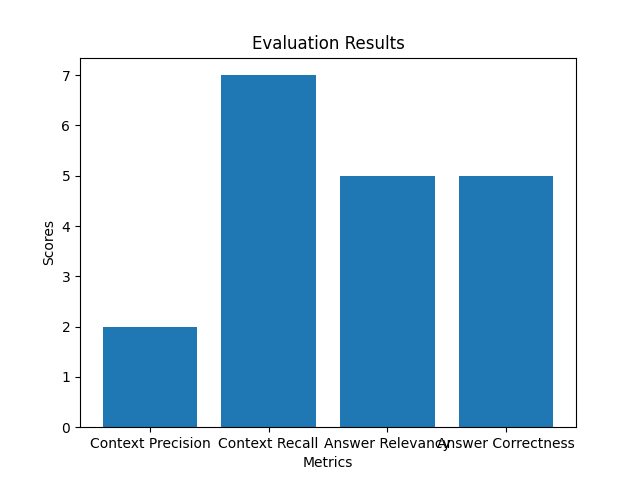 Evaluation Results
7
6
5
4
3
2
1
0
Scores
Context Precision
Context Recall
Answer Relevancy
Answer Correctness
Metrics